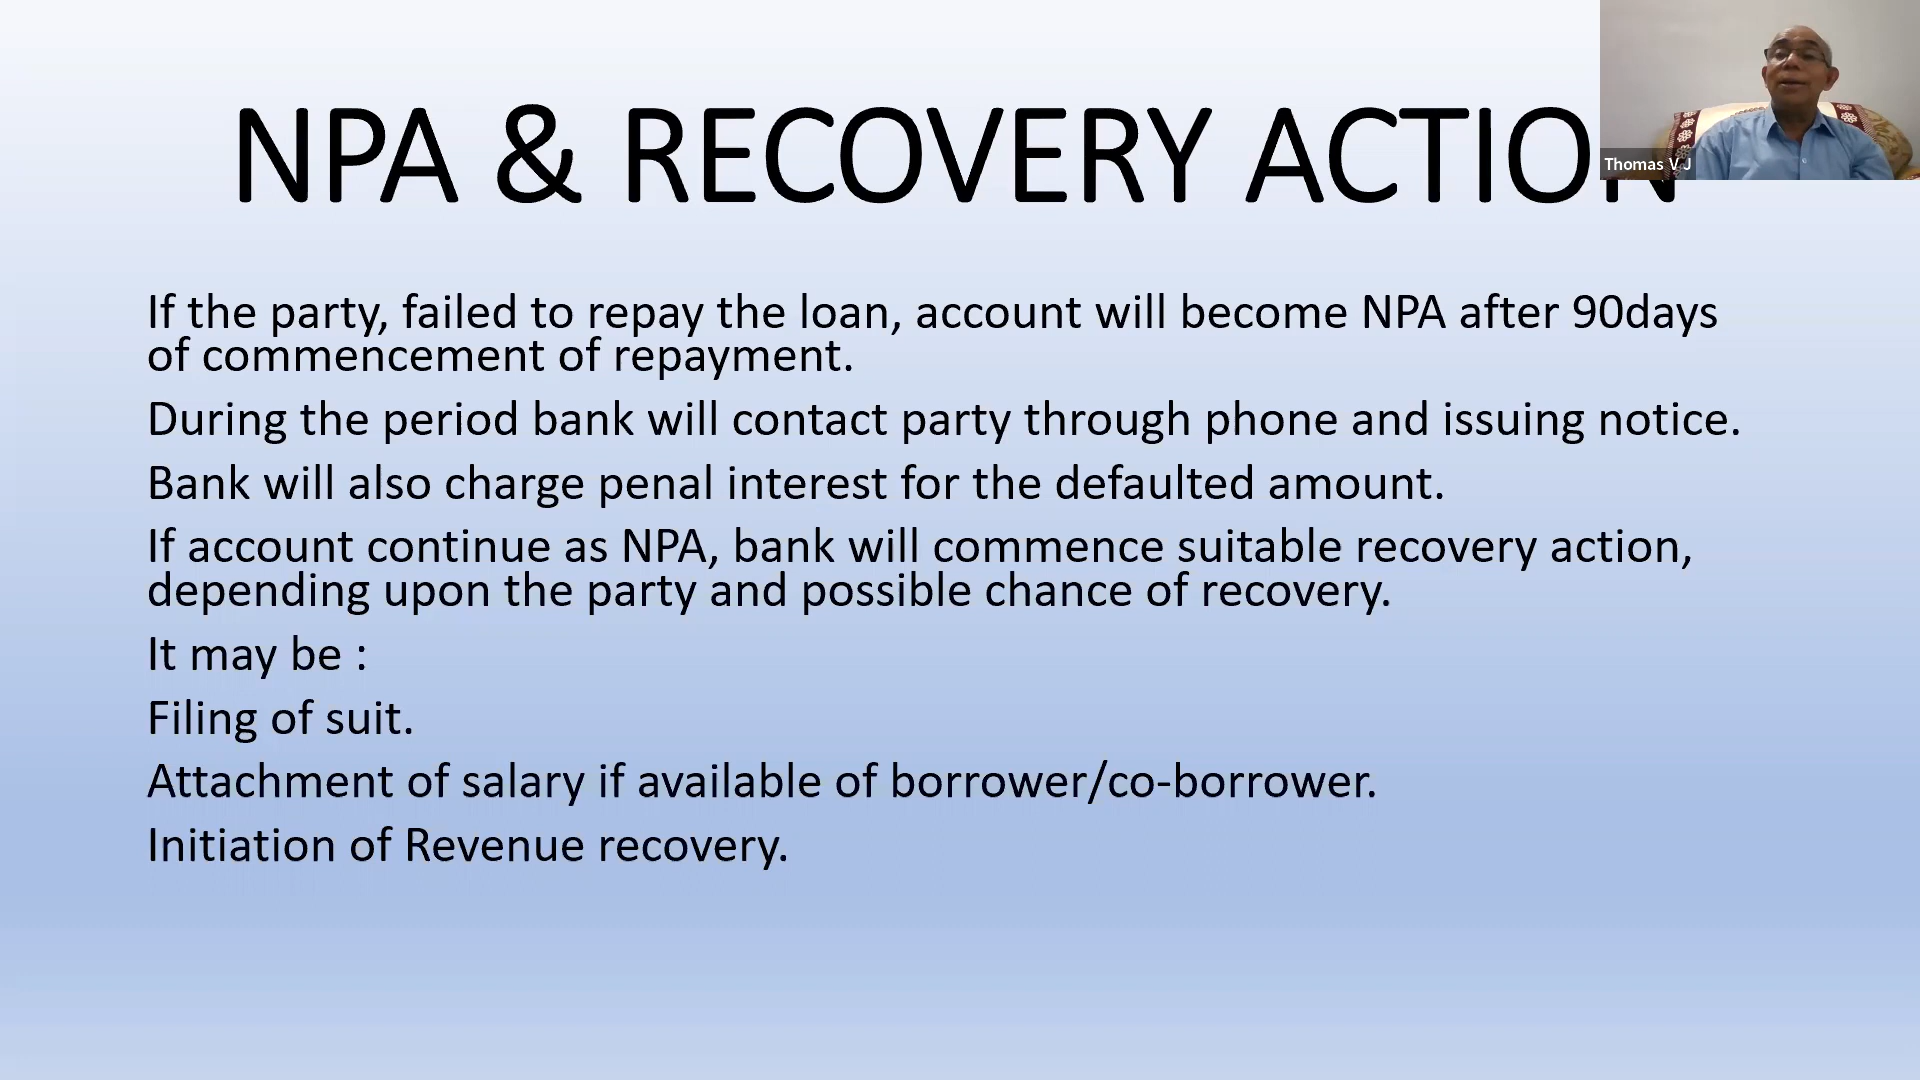 NPA & RECOVERY ACTION
Thomas V J
If the party, failed to repay the loan, account will become NPA after 90days
of commencement of repayment.
During the period bank will contact party through phone and issuing notice.
Bank will also charge penal interest for the defaulted amount.
If account continue as NPA, bank will commence suitable recovery action,
depending upon the party and possible chance of recovery.
It may be :
Filing of suit.
Attachment of salary if available of borrower/co-borrower.
Initiation of Revenue recovery.